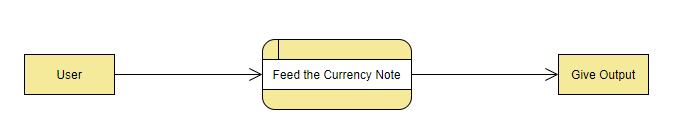 User
Feed the Currency Note
Give Output